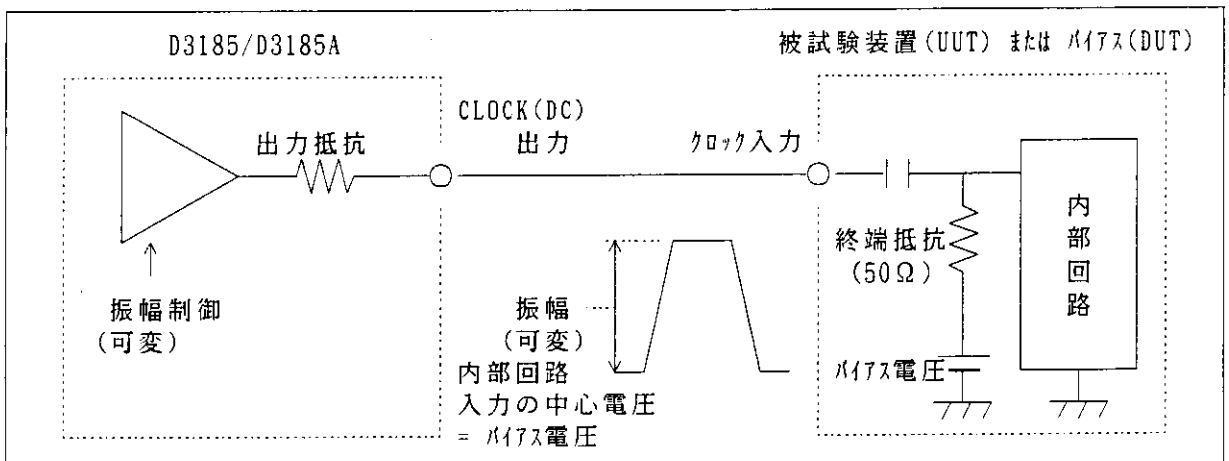 D3185/D3185A
被試験装置(UUT) または バイアス(DUT)
CLOCK(DC)
出力
出力抵抗
クロック入力
振幅制御
(可変)
振幅
(可変)
内部回路
入力の中心電圧
= バイアス電圧
終端抵抗
(50Ω)
バイアス電圧
内部回路